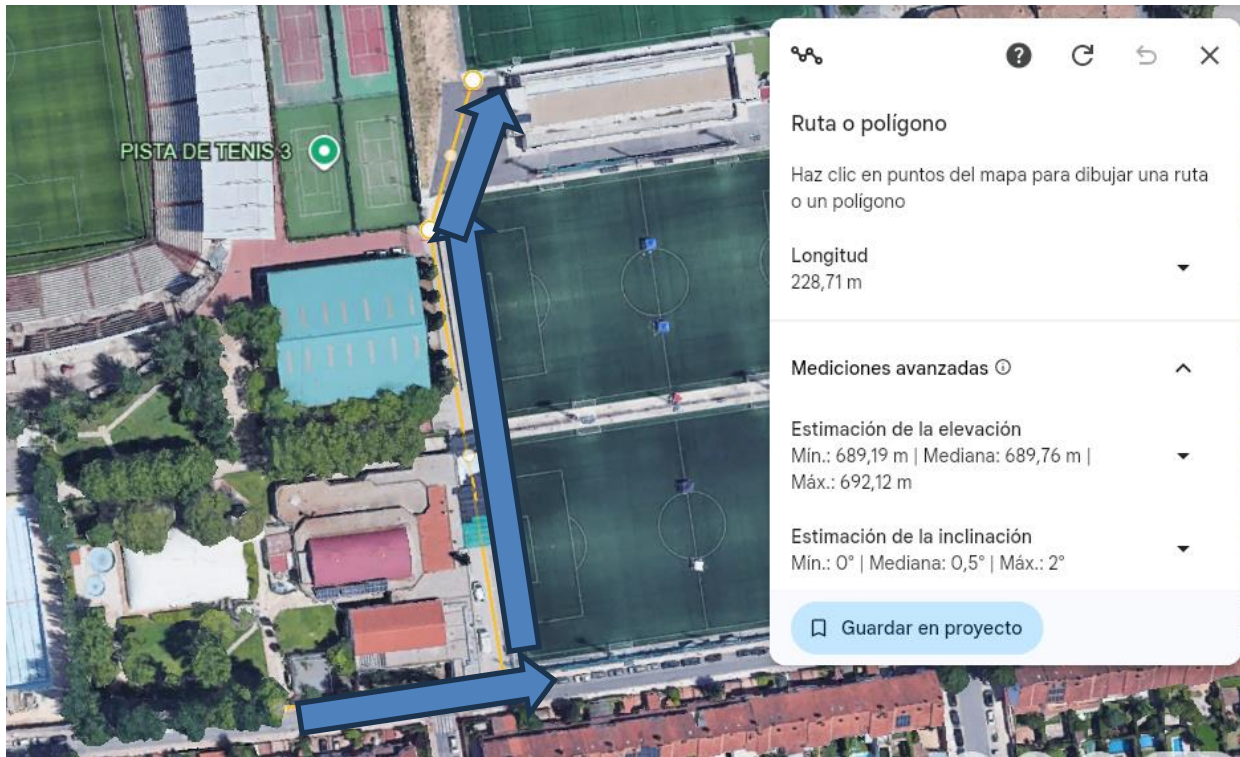 PISTA DE TENIS 3
Ruta o polígono
Haz clic en puntos del mapa para dibujar una ruta
o un polígono
Longitud
228,71 m
Mediciones avanzadas
Estimación de la elevación
Mín.: 689,19 m | Mediana: 689,76 m |
Máx.: 692,12 m
Estimación de la inclinación
Mín.: 0° | Mediana: 0,5° | Máx.: 2°
Guardar en proyecto